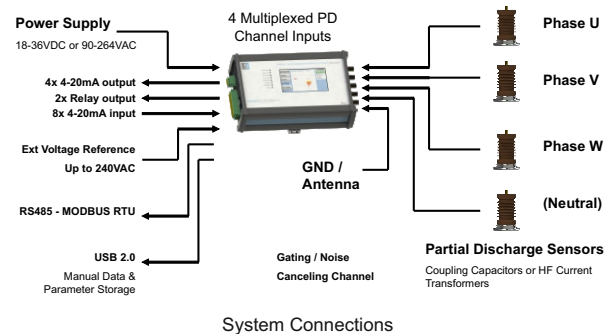 Power Supply
18-36VDC or 90-264VAC
4x 4-20mA output
2x Relay output
8x 4-20mA input
Ext Voltage Reference
Up to 240VAC
RS485 - MODBUS RTU
USB 2.0
Manual Data &
Parameter Storage
4 Multiplexed PD
Channel Inputs
GND /
Antenna
Gating / Noise
Canceling Channel
Phase U
Phase V
Phase W
(Neutral)
Partial Discharge Sensors
Coupling Capacitors or HF Current
Transformers
System Connections